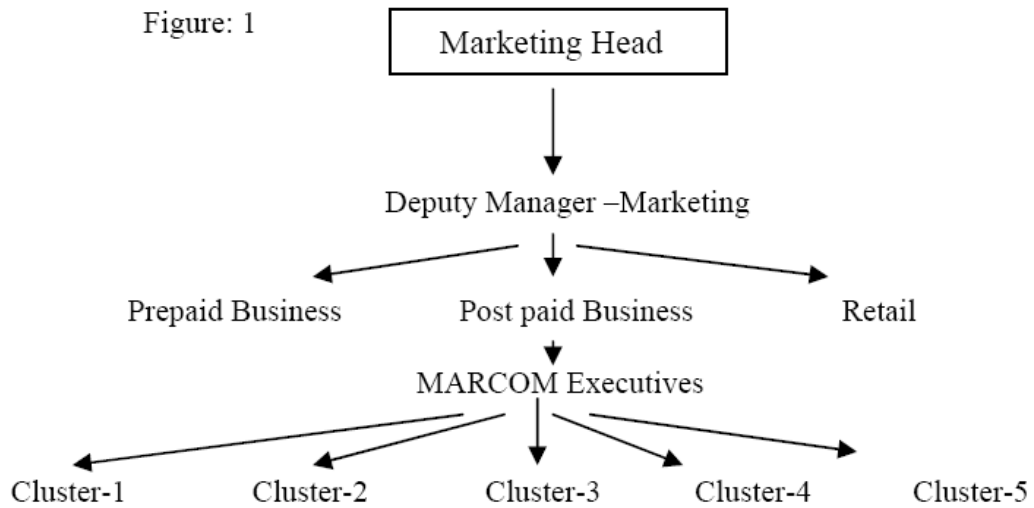 Figure: 1
Marketing Head
Deputy Manager –Marketing
Prepaid Business Post paid Business Retail
MARCOM Executives
Cluster-1 Cluster-2 Cluster-3 Cluster-4 Cluster-5